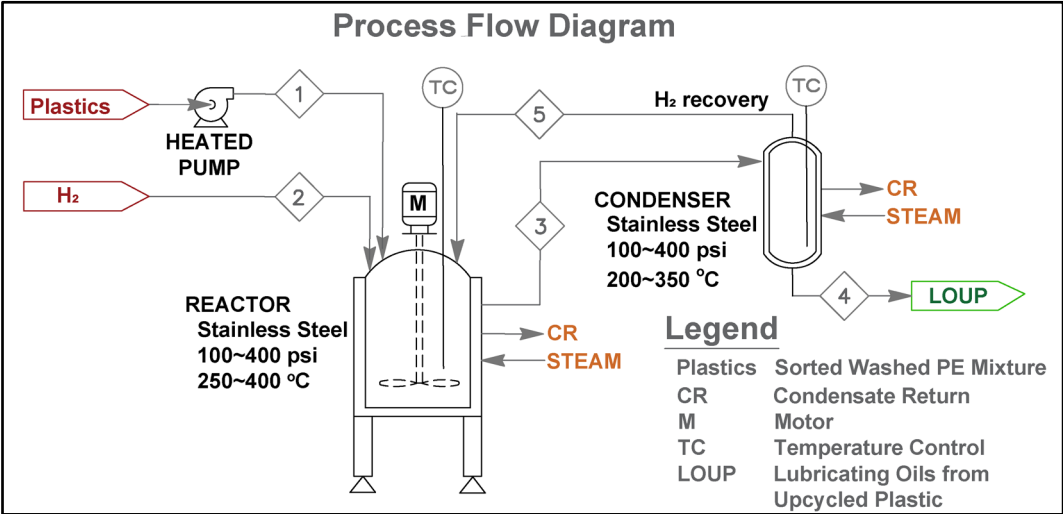 Process Flow Diagram
Plastics
1
TC
5
H₂ recovery
TC
HEATED
PUMP
H₂
2
M
3
CONDENSER
Stainless Steel
100~400 psi
200~350 °C
CR
STEAM
4
LOUP
REACTOR
Stainless Steel
100~400 psi
250~400 ºC
CR
STEAM
Legend
Plastics Sorted Washed PE Mixture
CR Condensate Return
M Motor
TC Temperature Control
LOUP Lubricating Oils from
Upcycled Plastic